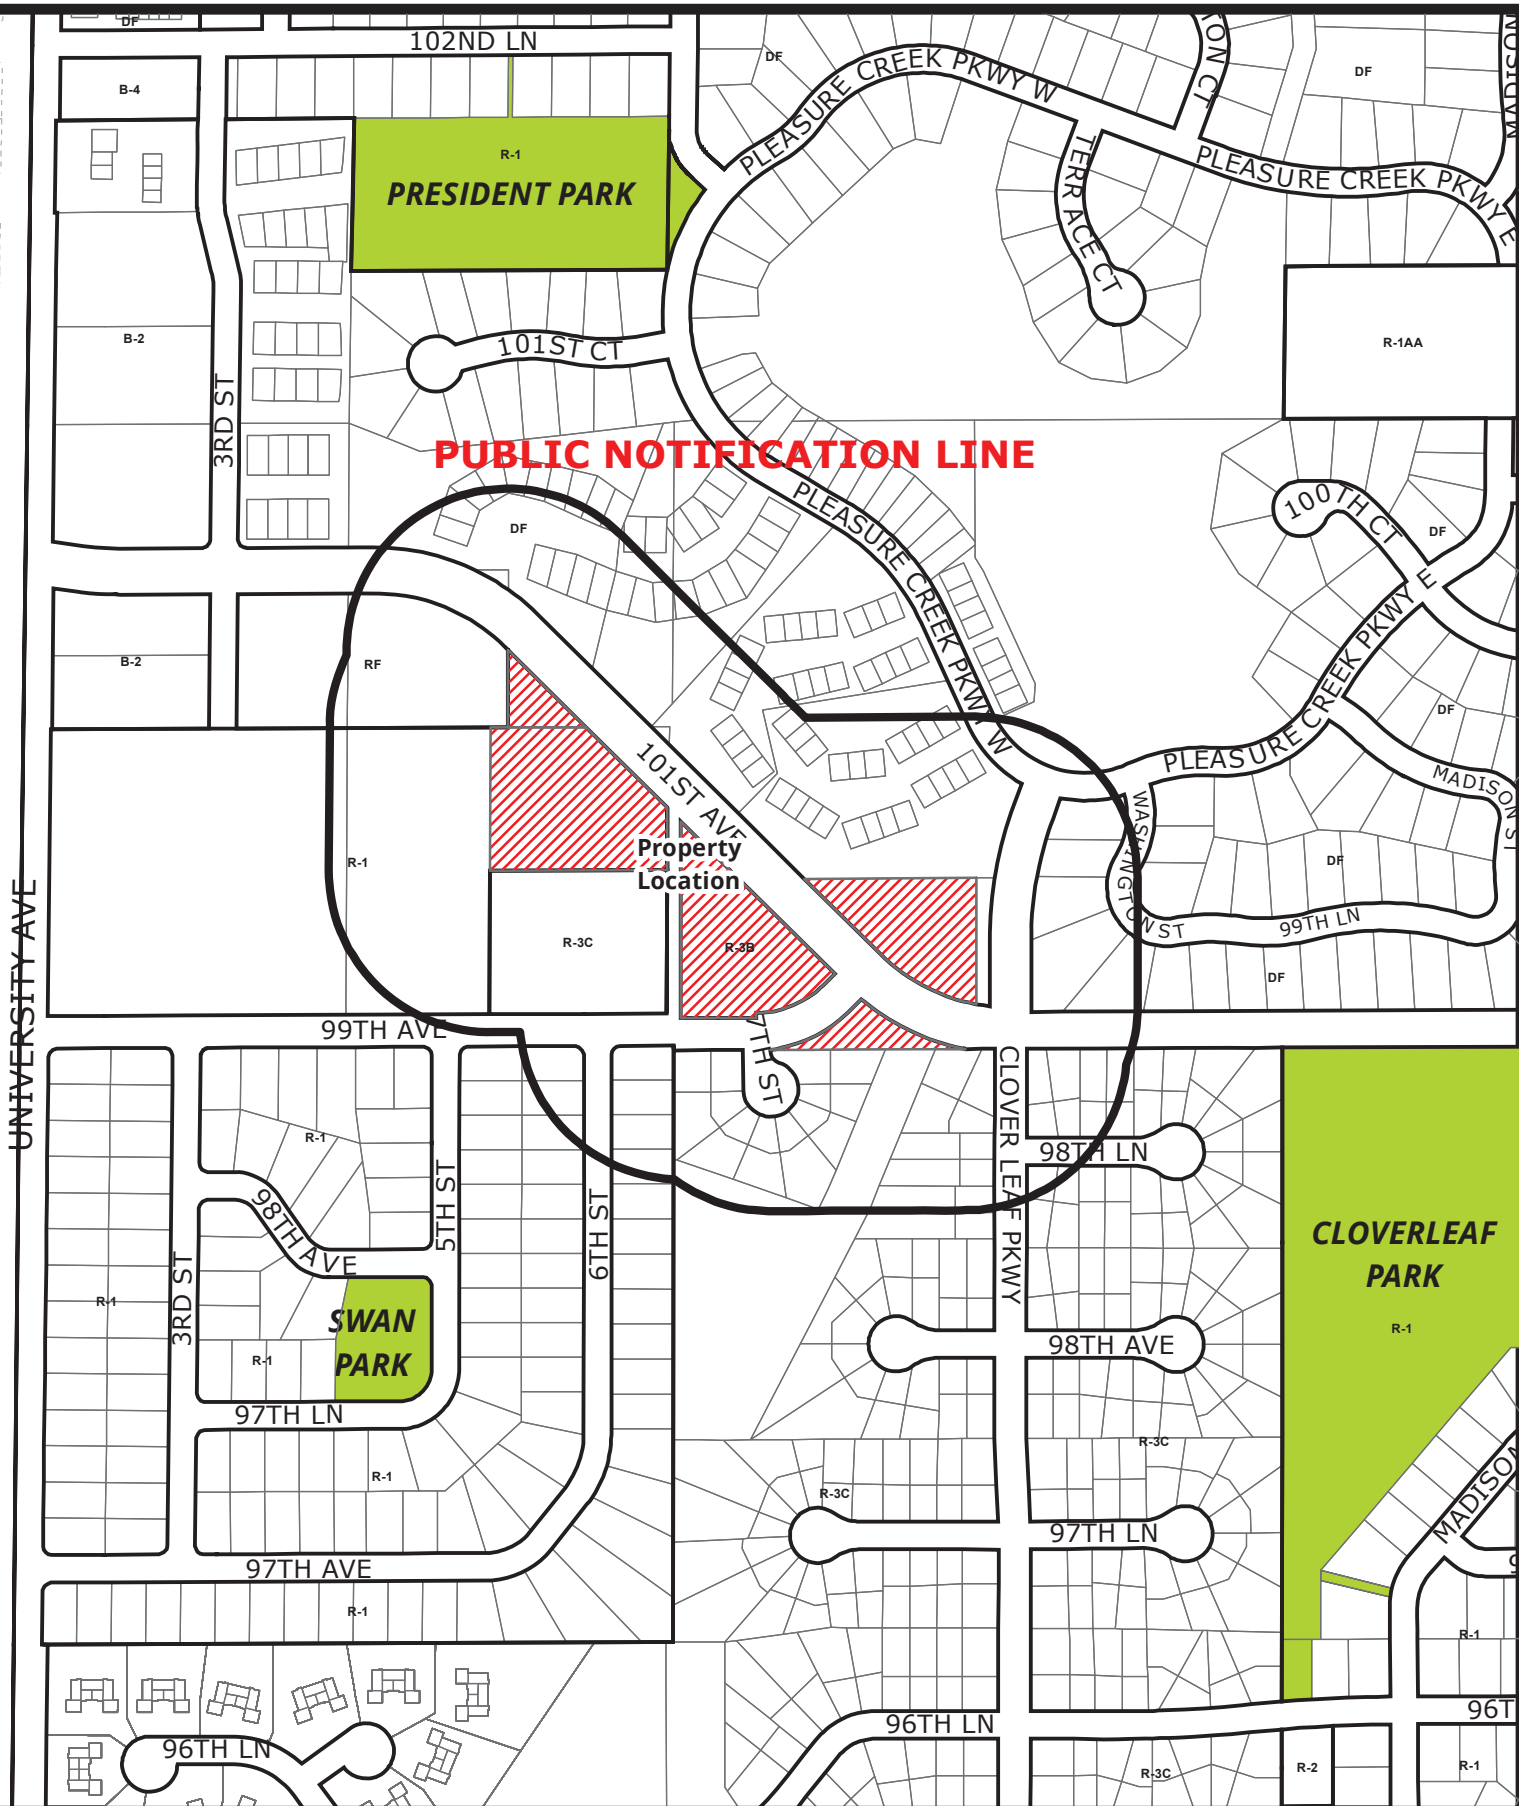 DF
102ND LN
B-4
DF
PLEASURE CREEK PKWY W
TON CT
DF
R-1
PRESIDENT PARK
TERR ACE CT
PLEASURE CREEK PKWY E
B-2
3RD ST
101ST CT
R-1AA
PUBLIC NOTIFICATION LINE
DF
PLEASURE CREEK PKWY W
100TH CT
DF
B-2
RF
PLEASURE CREEK PKWY E
DF
MADISON ST
101ST AVE
WASHINGTON ST
Property
Location
R-1
DF
99TH LN
R-3C
R-3B
DF
UNIVERSITY AVE
99TH AVE
7TH ST
CLOVER LEAF PKWY
R-1
98TH LN
98TH AVE
5TH ST
6TH ST
3RD ST
CLOVERLEAF
PARK
R-1
R-1
SWAN
PARK
R-1
98TH AVE
97TH LN
R-3C
R-1
R-3C
MADISON
97TH LN
97TH AVE
R-1
R-1
96TH LN
96T
96TH LN
R-3C
R-2
R-1